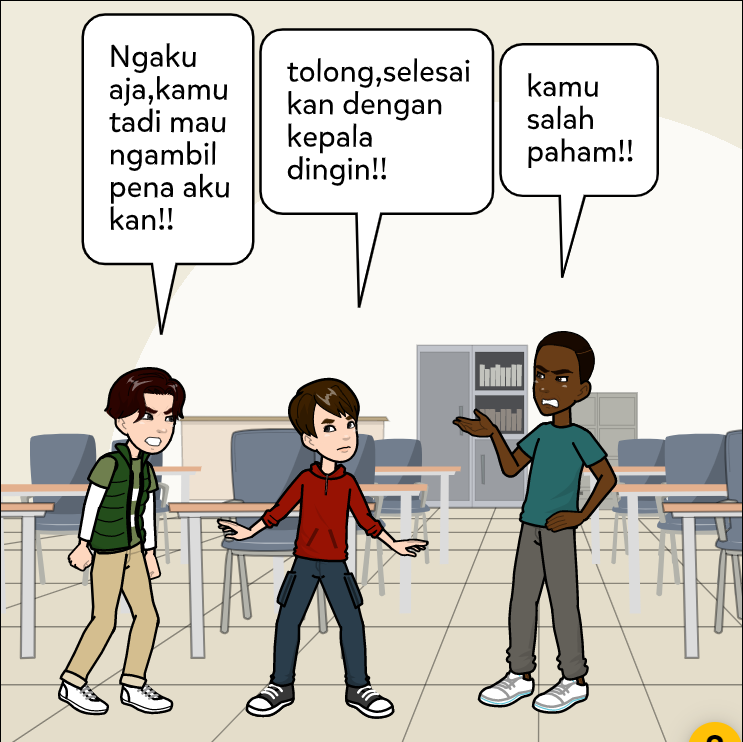 Ngaku
aja,kamu
tadi mau
ngambil
pena aku
kan!!
tolong,selesai
kan dengan
kepala
dingin!!
kamu
salah
paham!!